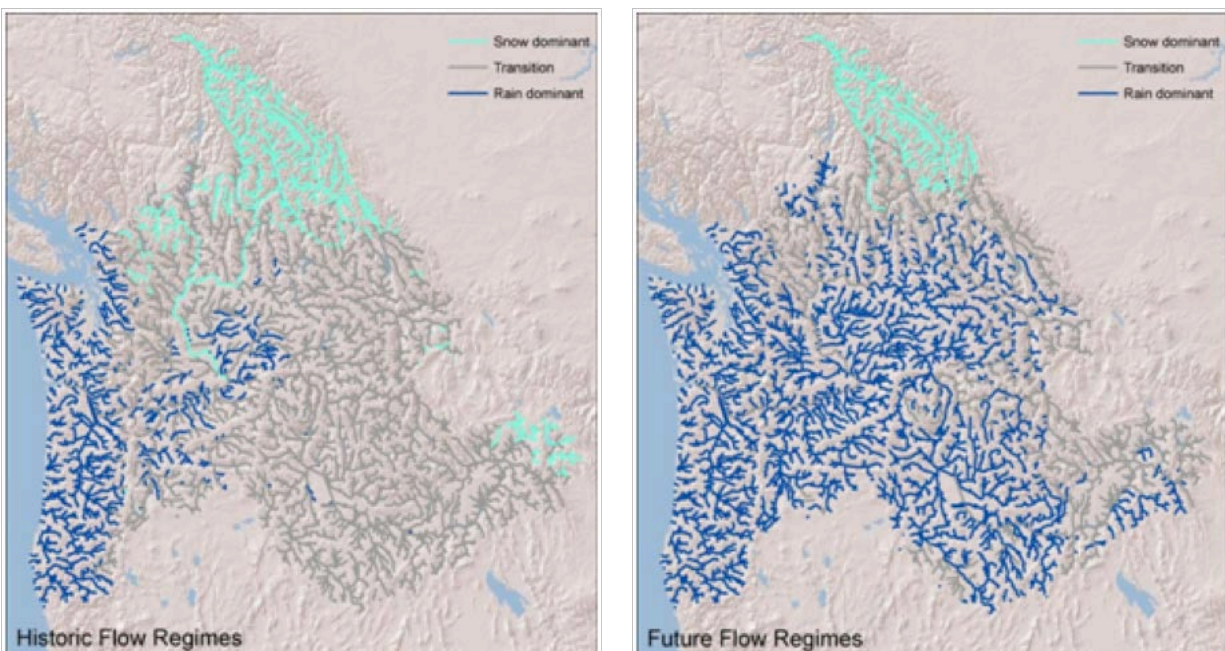 Snow dominant
Transition
Rain dominant
Historic Flow Regimes
Snow dominant
Transition
Rain dominant
Future Flow Regimes